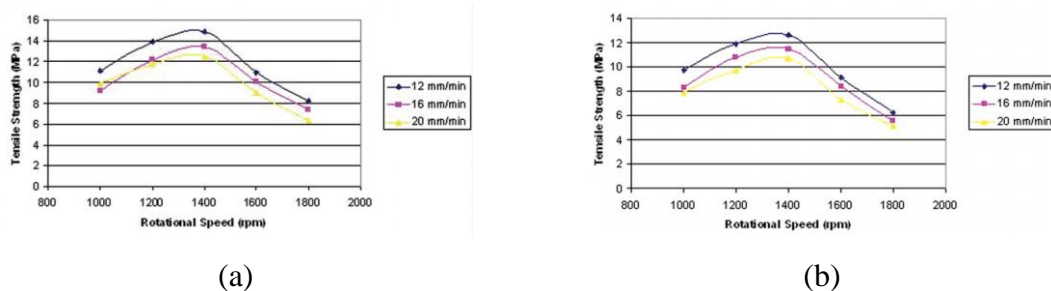 16
14
12
10
8
6
4
2
0
Tensile Strength (MPa)
800 1000 1200 1400 1600 1800 2000
Rotational Speed (rpm)
12 mm/min
16 mm/min
20 mm/min
(a)
14
12
10
8
6
4
2
0
Temsile Strength (MPa)
800 1000 1200 1400 1600 1800 2000
Rotational Speed (rpm)
12 mm/min
16 mm/min
20 mm/min
(b)